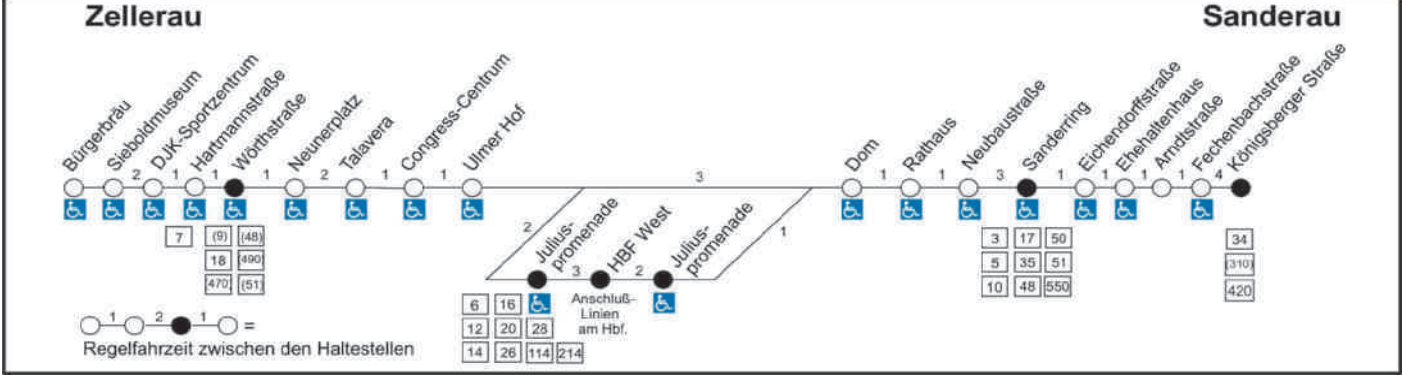 Zellerau
Sanderau
Bürgerbräu
Sieboldmuseum
DJK-Sportzentrum
Hartmannstraße
Wörthstraße
Neunerplatz
Talavera
Congress-Centrum
Ulmer Hof
Dom
Rathaus
Neubaustraße
Sanderring
Eichendorffstraße
Ehehaltenhaus
Arndtstraße
Fechenbachstraße
Königsberger Straße
2 1 1 1 2 1 1 3 1 1 3 1 1 1 1 4
7 (9) (48)
18 (490)
(470) (51)
2
Julius-
promenade
3
HBF West
2
Julius-
promenade
1
Anschluß-
Linien
am Hbf.
6 16
12 20 28
14 26 114 214
3 17 50
5 35 51
10 48 550
34
(310)
420
1 2 1 =
Regelfahrzeit zwischen den Haltestellen